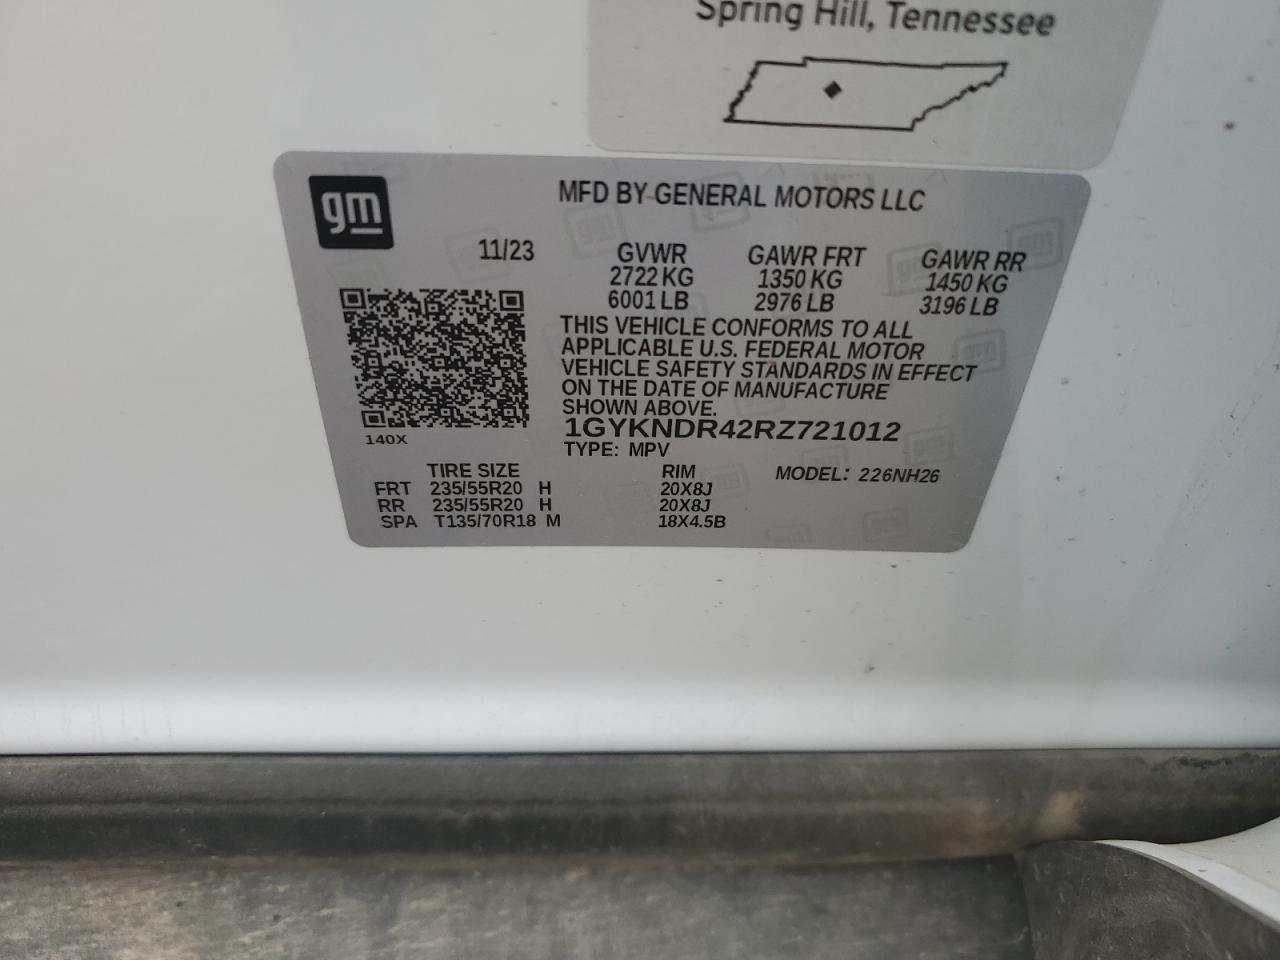 Spring Hill, Tennessee
gm
MFD BY GENERAL MOTORS LLC
11/23 GVWR GAWR FRT GAWR RR
2722 KG 1350 KG 1450 KG
6001 LB 2976 LB 3196 LB
THIS VEHICLE CONFORMS TO ALL
APPLICABLE U.S. FEDERAL MOTOR
VEHICLE SAFETY STANDARDS IN EFFECT
ON THE DATE OF MANUFACTURE
SHOWN ABOVE.
1GYKNDR42RZ721012
140X
TYPE: MPV
TIRE SIZE RIM MODEL: 226NH26
FRT 235/55R20 H 20X8J
RR 235/55R20 H 20X8J
SPA T135/70R18 M 18X4.5B